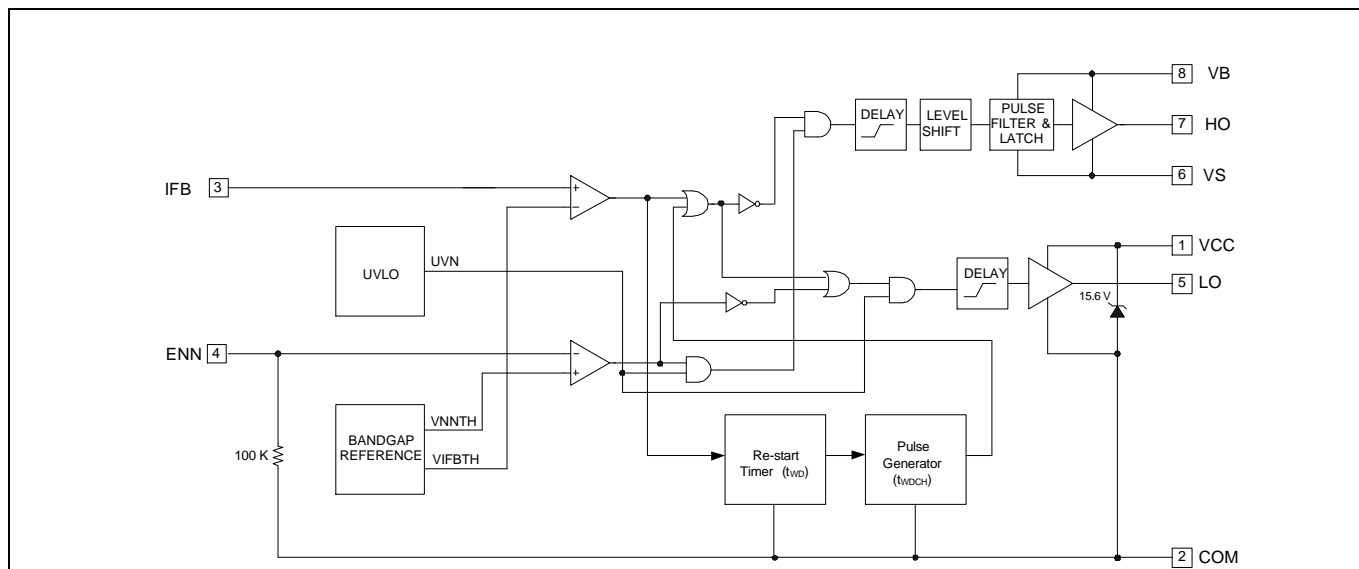 8 VB
DELAY
LEVEL
SHIFT
PULSE
FILTER &
LATCH
7 HO
IFB 3
6 VS
UVLO
UVN
1 VCC
DELAY
5 LO
15.6 V
ENN 4
VNNTH
BANDGAP
REFERENCE
VIFBTH
100 K
Re-start
Timer (tWD)
Pulse
Generator
(tWDCH)
2 COM
+
−
−
+